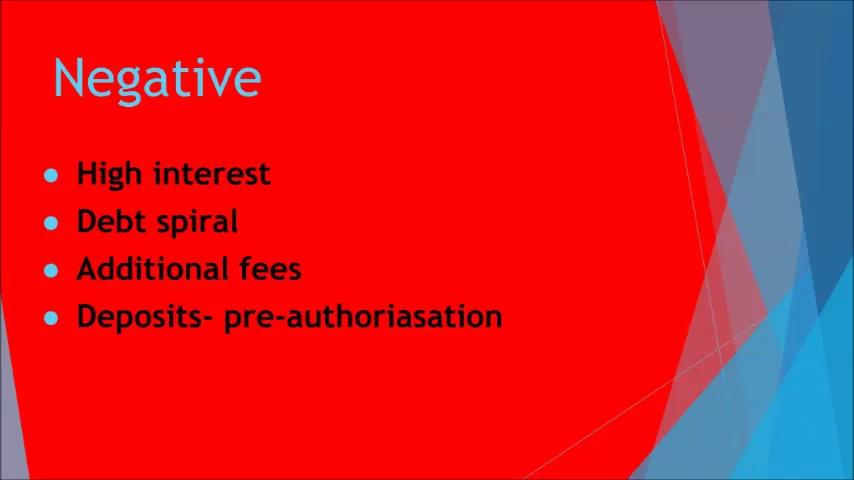 Negative
• High interest
• Debt spiral
• Additional fees
• Deposits- pre-authoriasation